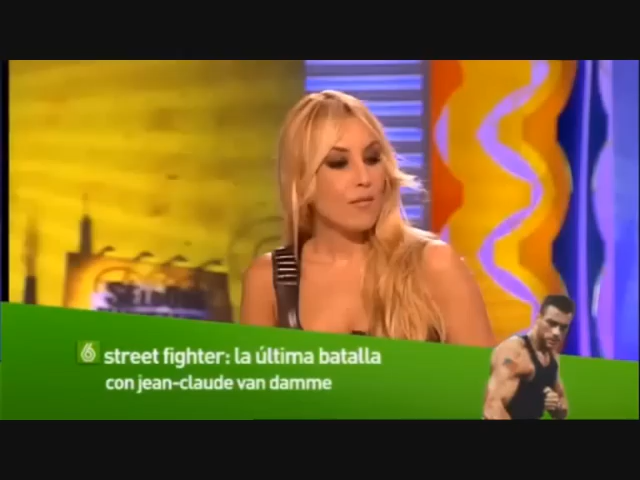 6 street fighter: la última batalla
con jean-claude van damme